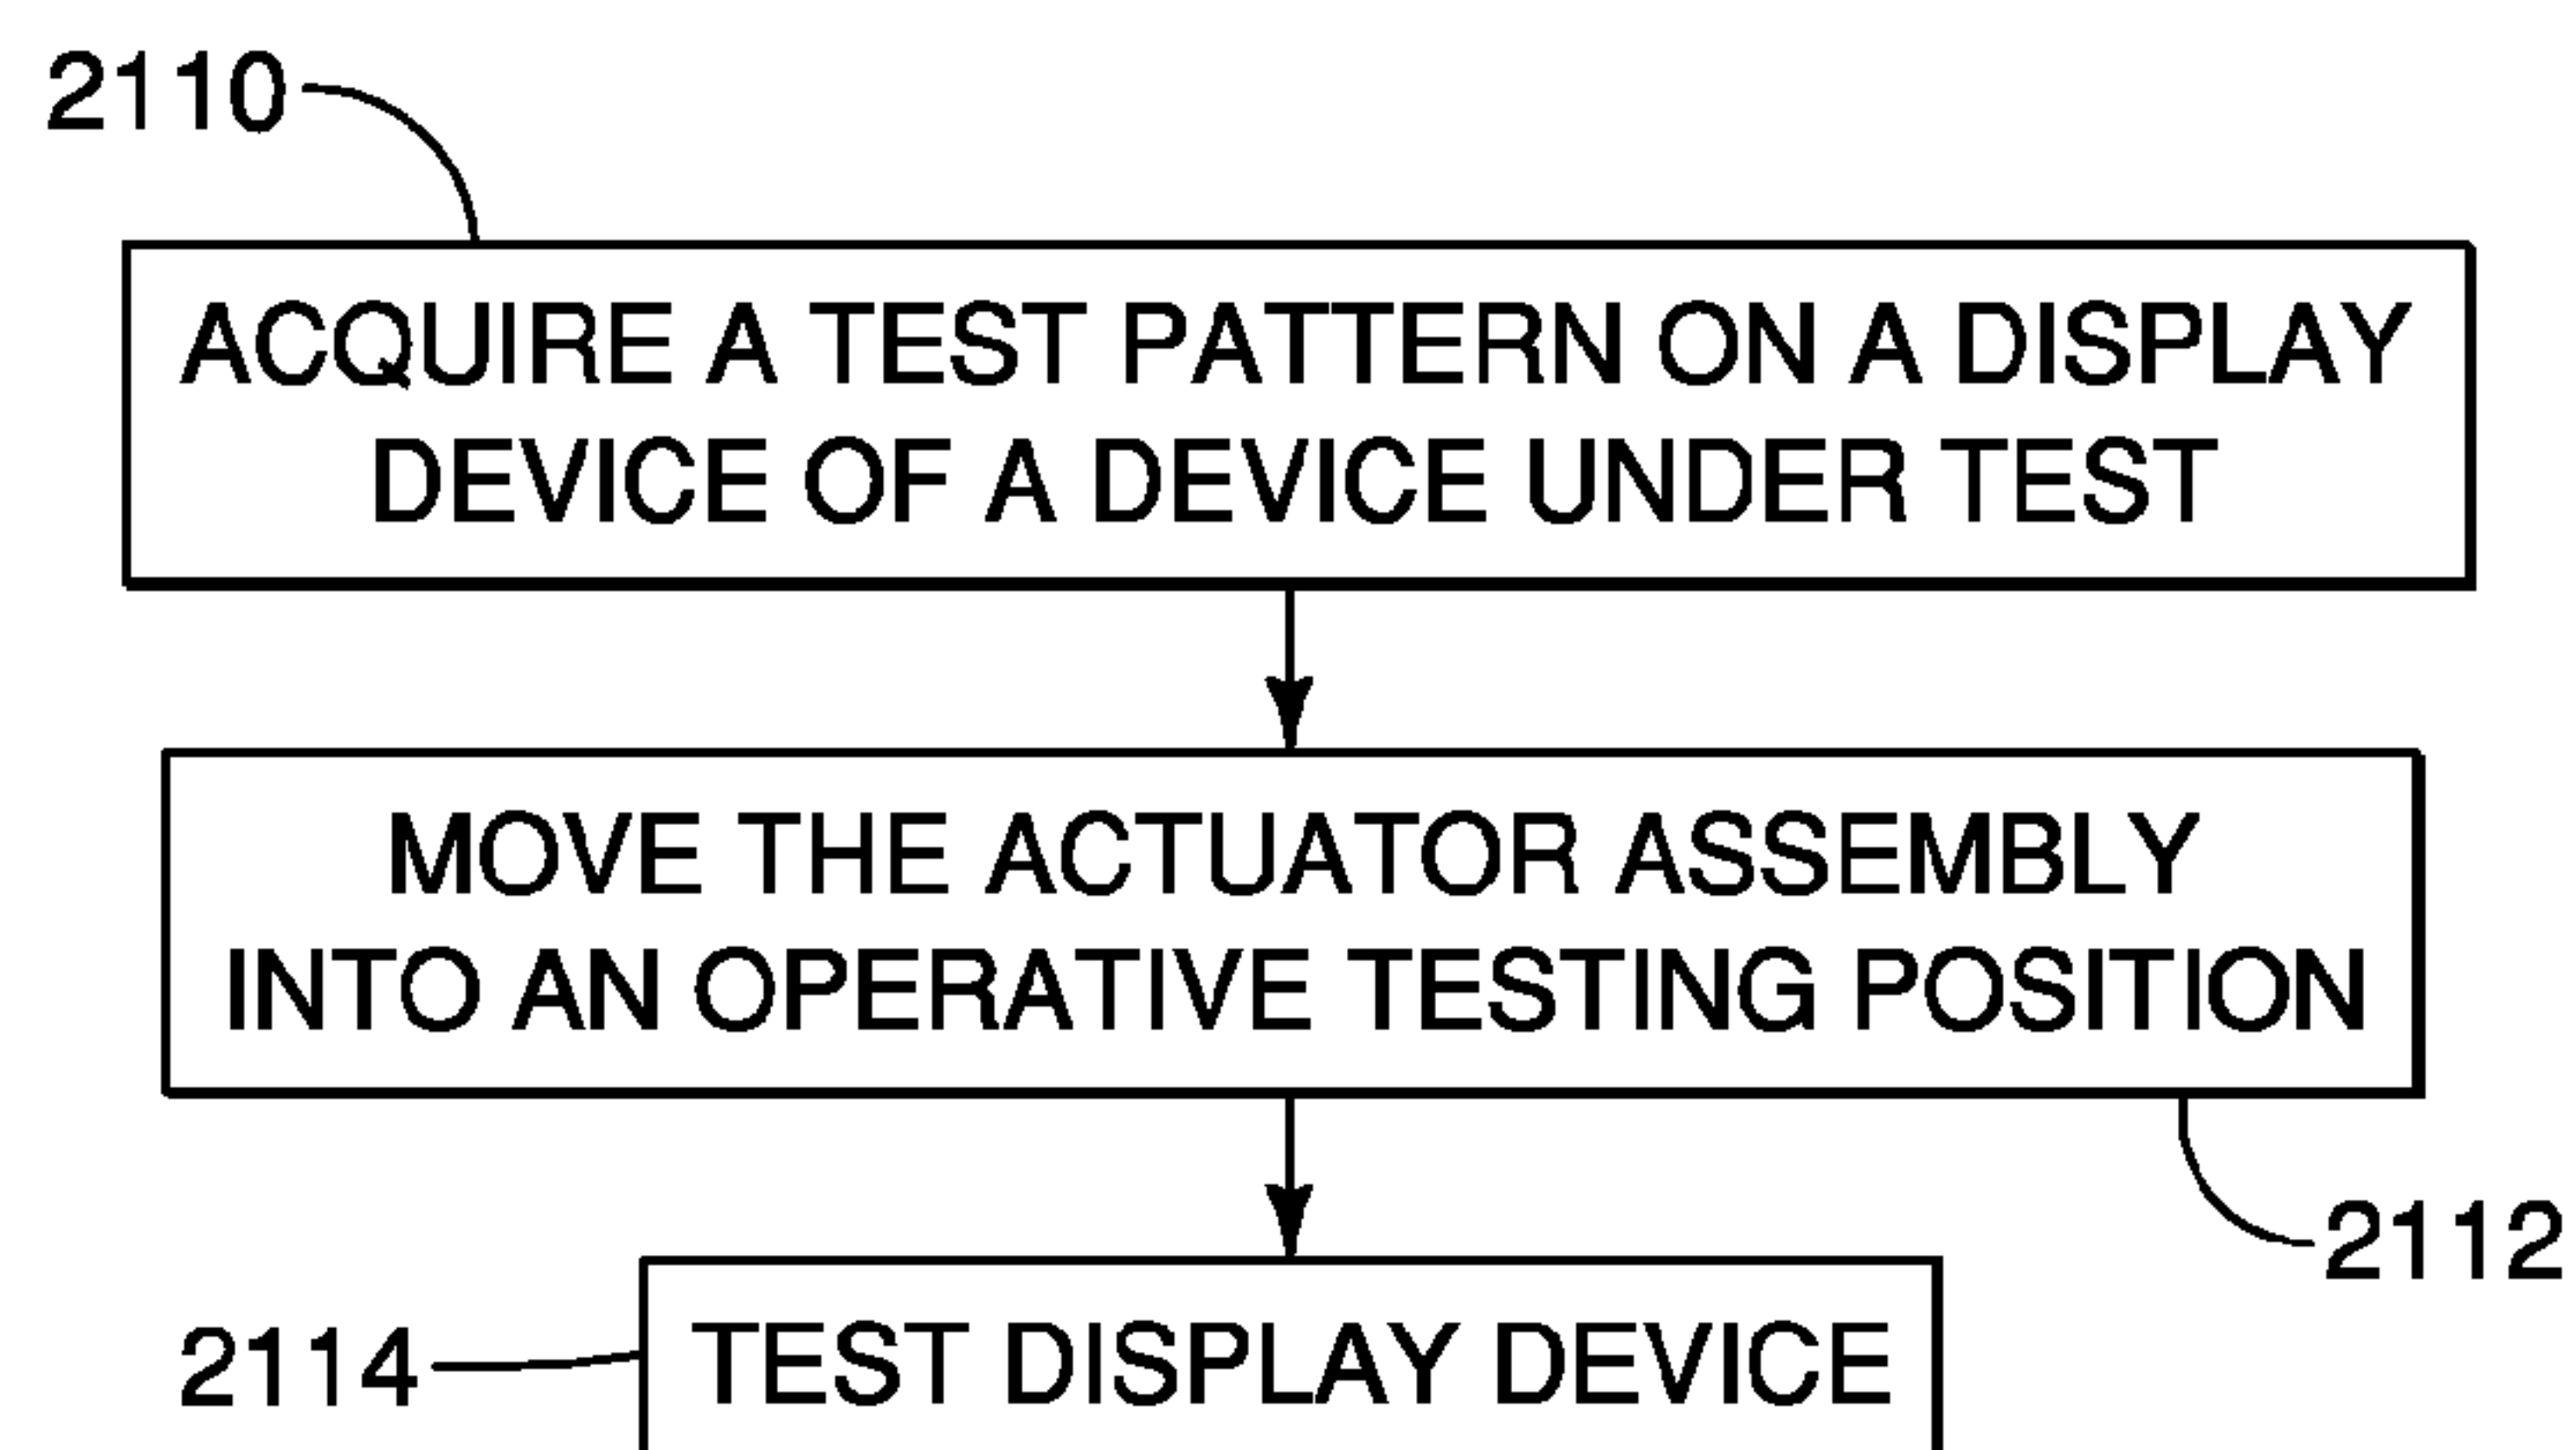 2110
ACQUIRE A TEST PATTERN ON A DISPLAY
DEVICE OF A DEVICE UNDER TEST
MOVE THE ACTUATOR ASSEMBLY
INTO AN OPERATIVE TESTING POSITION
2112
2114
TEST DISPLAY DEVICE